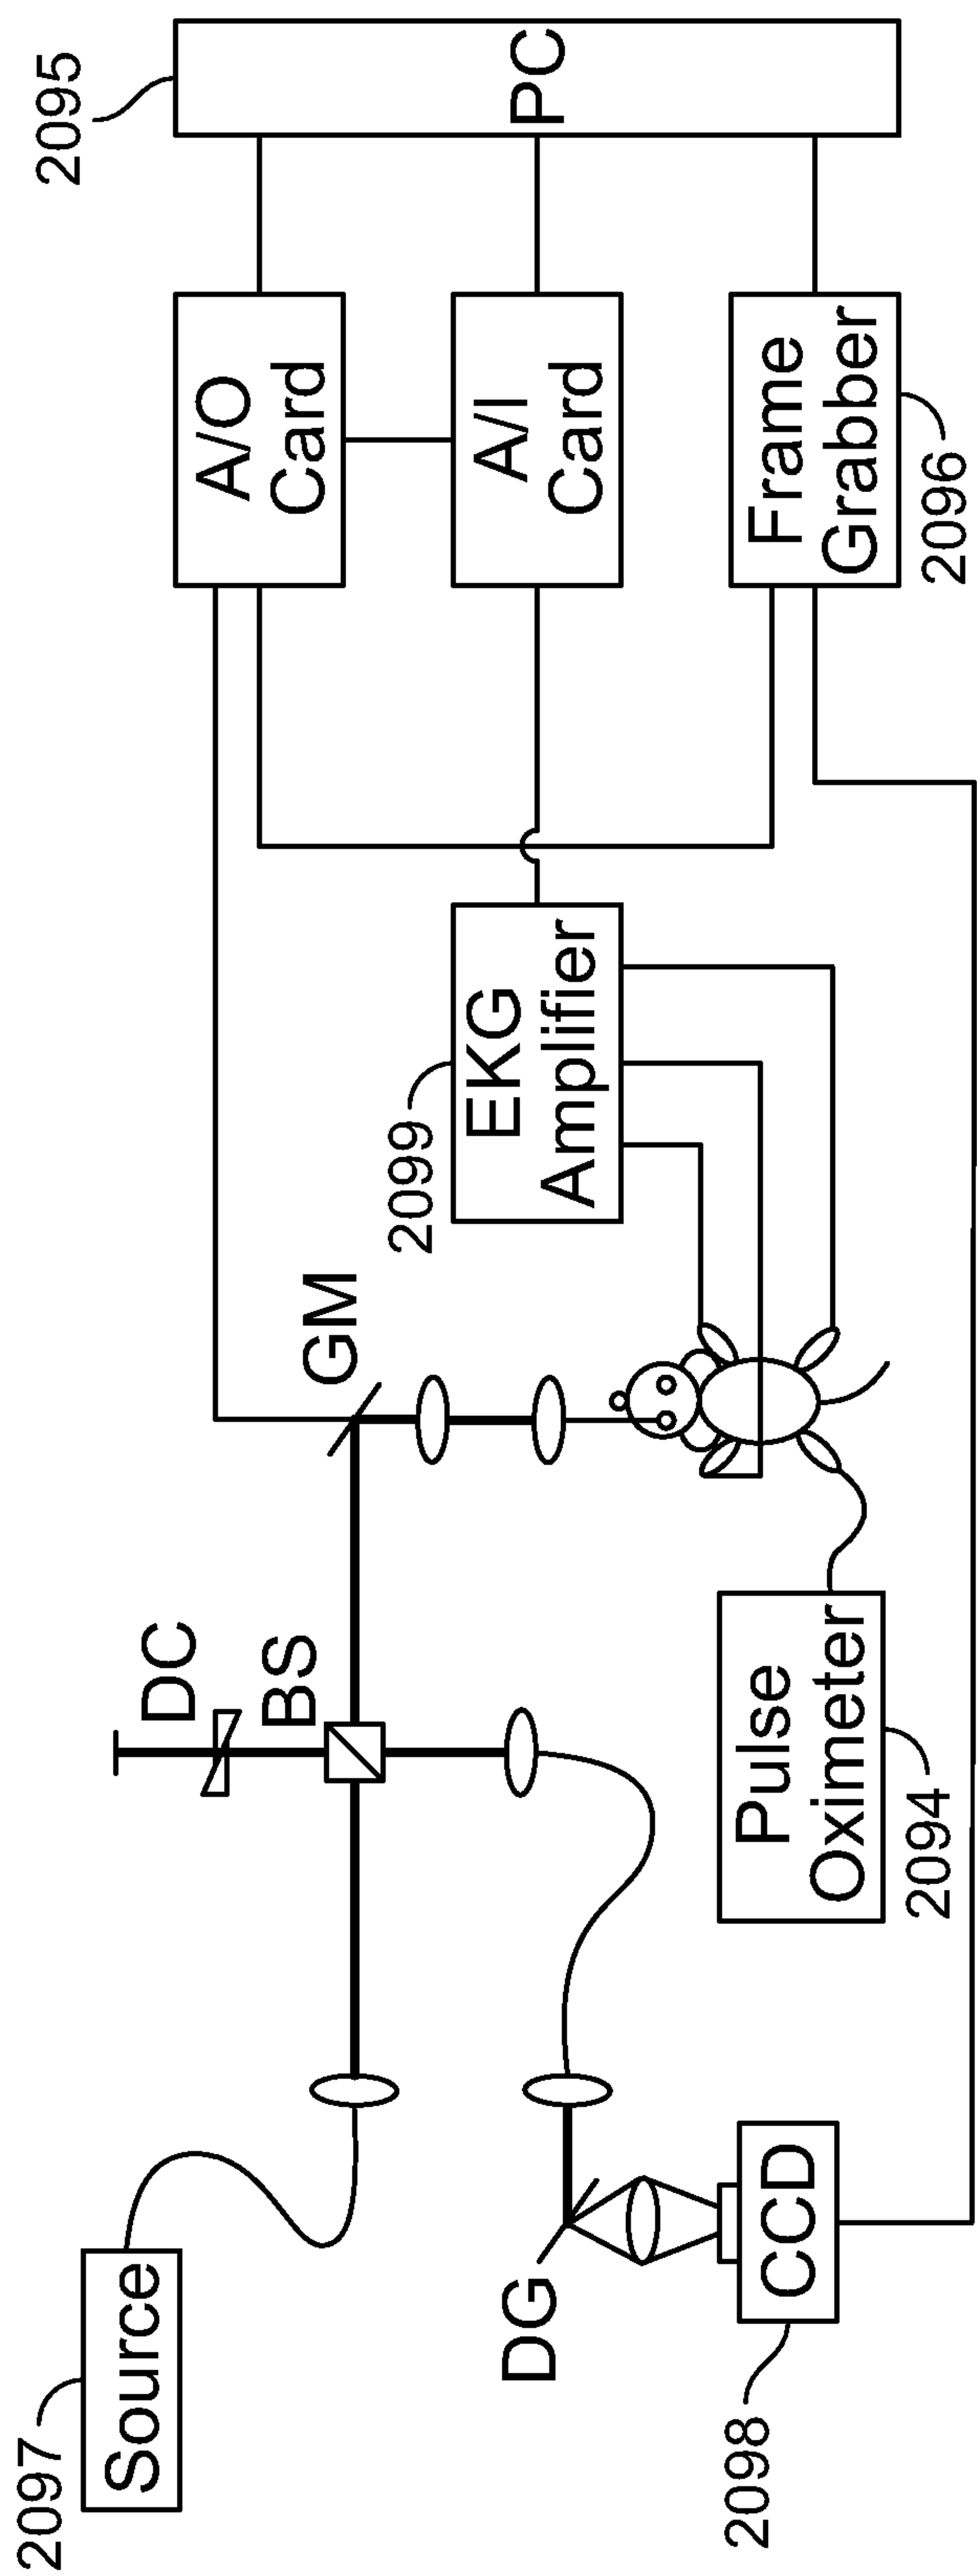 2097
Source
DC
BS
GM
DG
2098
CCD
Pulse
Oximeter
2094
2099
EKG
Amplifier
A/O
Card
A/I
Card
Frame
Grabber
2096
2095
PC